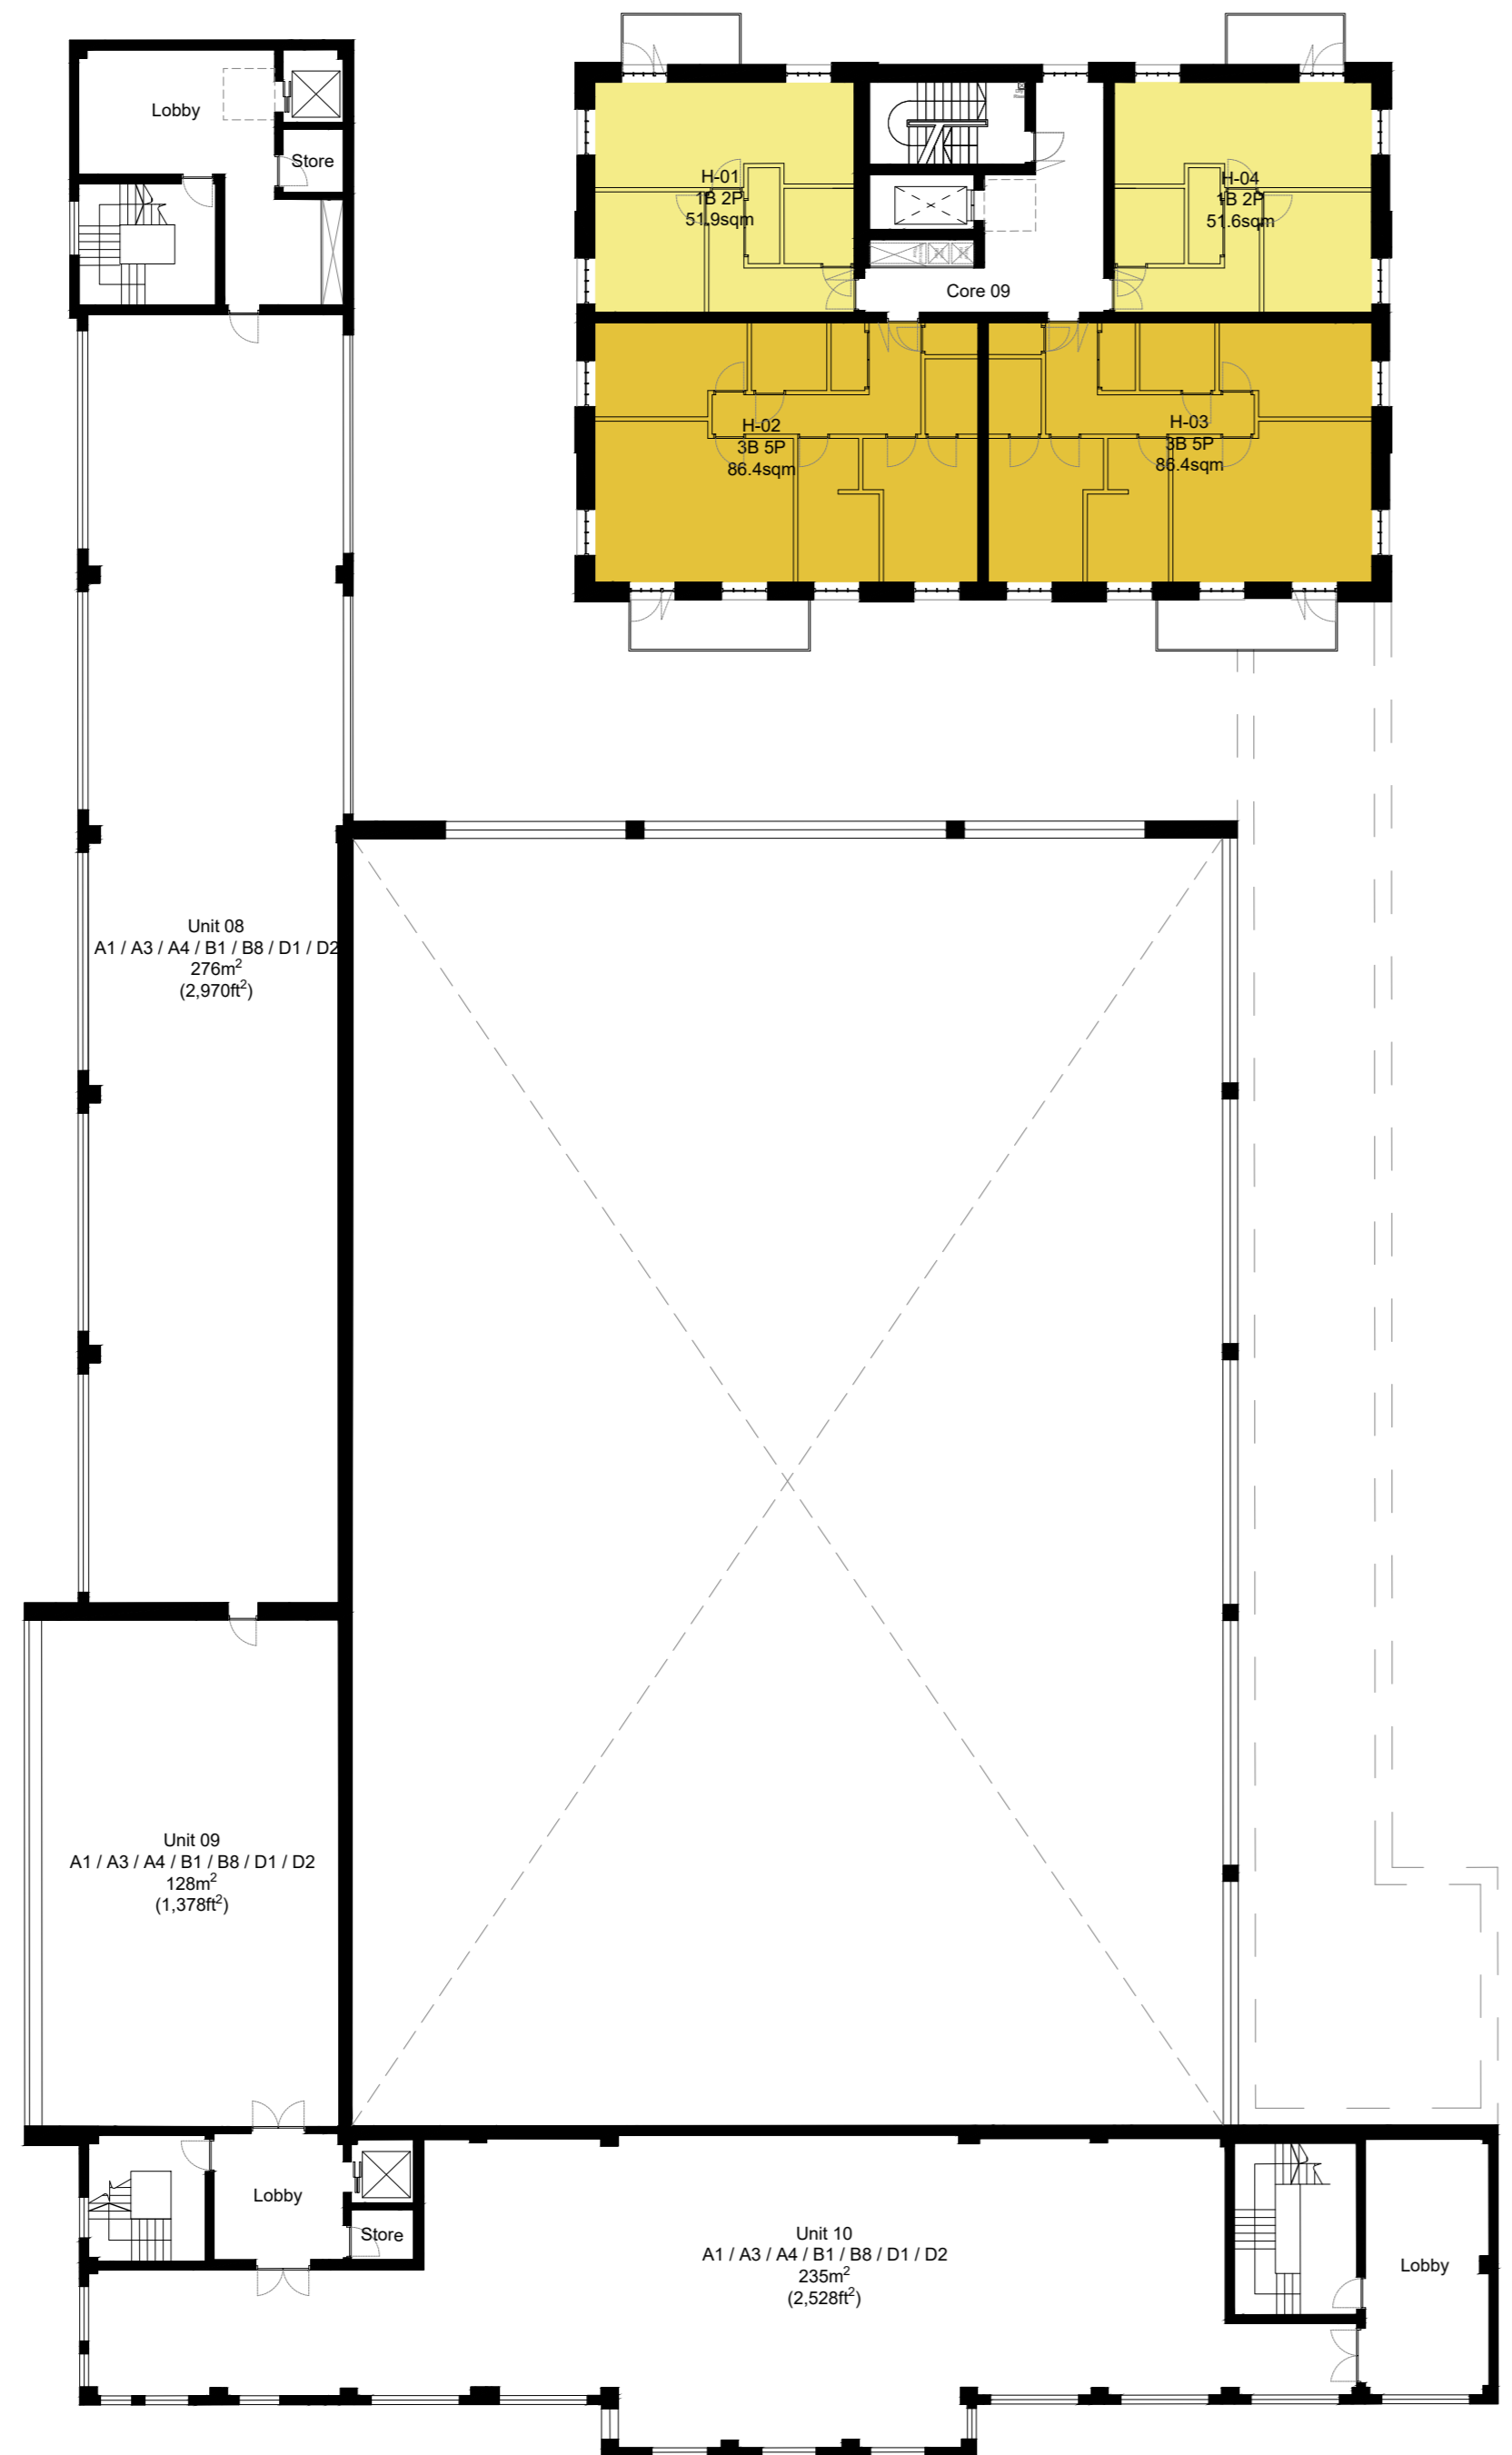 Lobby
Store
H-01
1B 2P
51.9sqm
H-04
1B 2P
51.6sqm
Core 09
H-02
3B 5P
86.4sqm
H-03
3B 5P
86.4sqm
Unit 08
A1 / A3 / A4 / B1 / B8 / D1 / D2
276m²
(2,970ft²)
Unit 09
A1 / A3 / A4 / B1 / B8 / D1 / D2
128m²
(1,378ft²)
Lobby
Store
Unit 10
A1 / A3 / A4 / B1 / B8 / D1 / D2
235m²
(2,528ft²)
Lobby